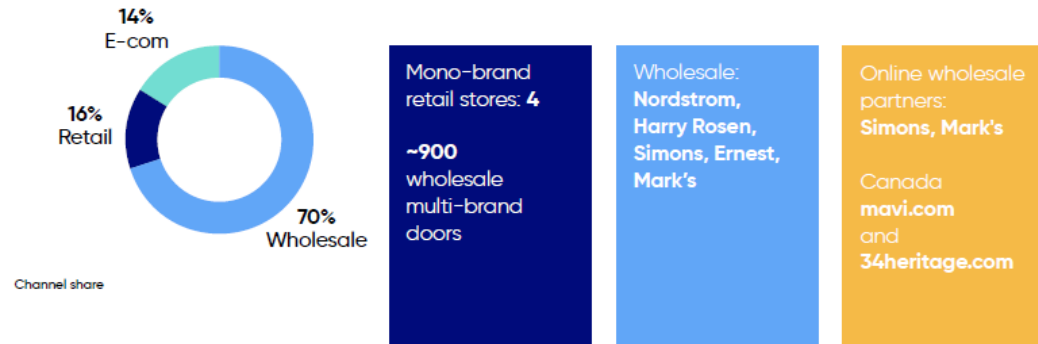 14%
E-com
16%
Retail
70%
Wholesale
Channel share
Mono-brand
retail stores: 4
~900
wholesale
multi-brand
doors
Wholesale:
Nordstrom,
Harry Rosen,
Simons, Ernest,
Mark’s
Online wholesale
partners:
Simons, Mark's
Canada
mavi.com
and
34heritage.com